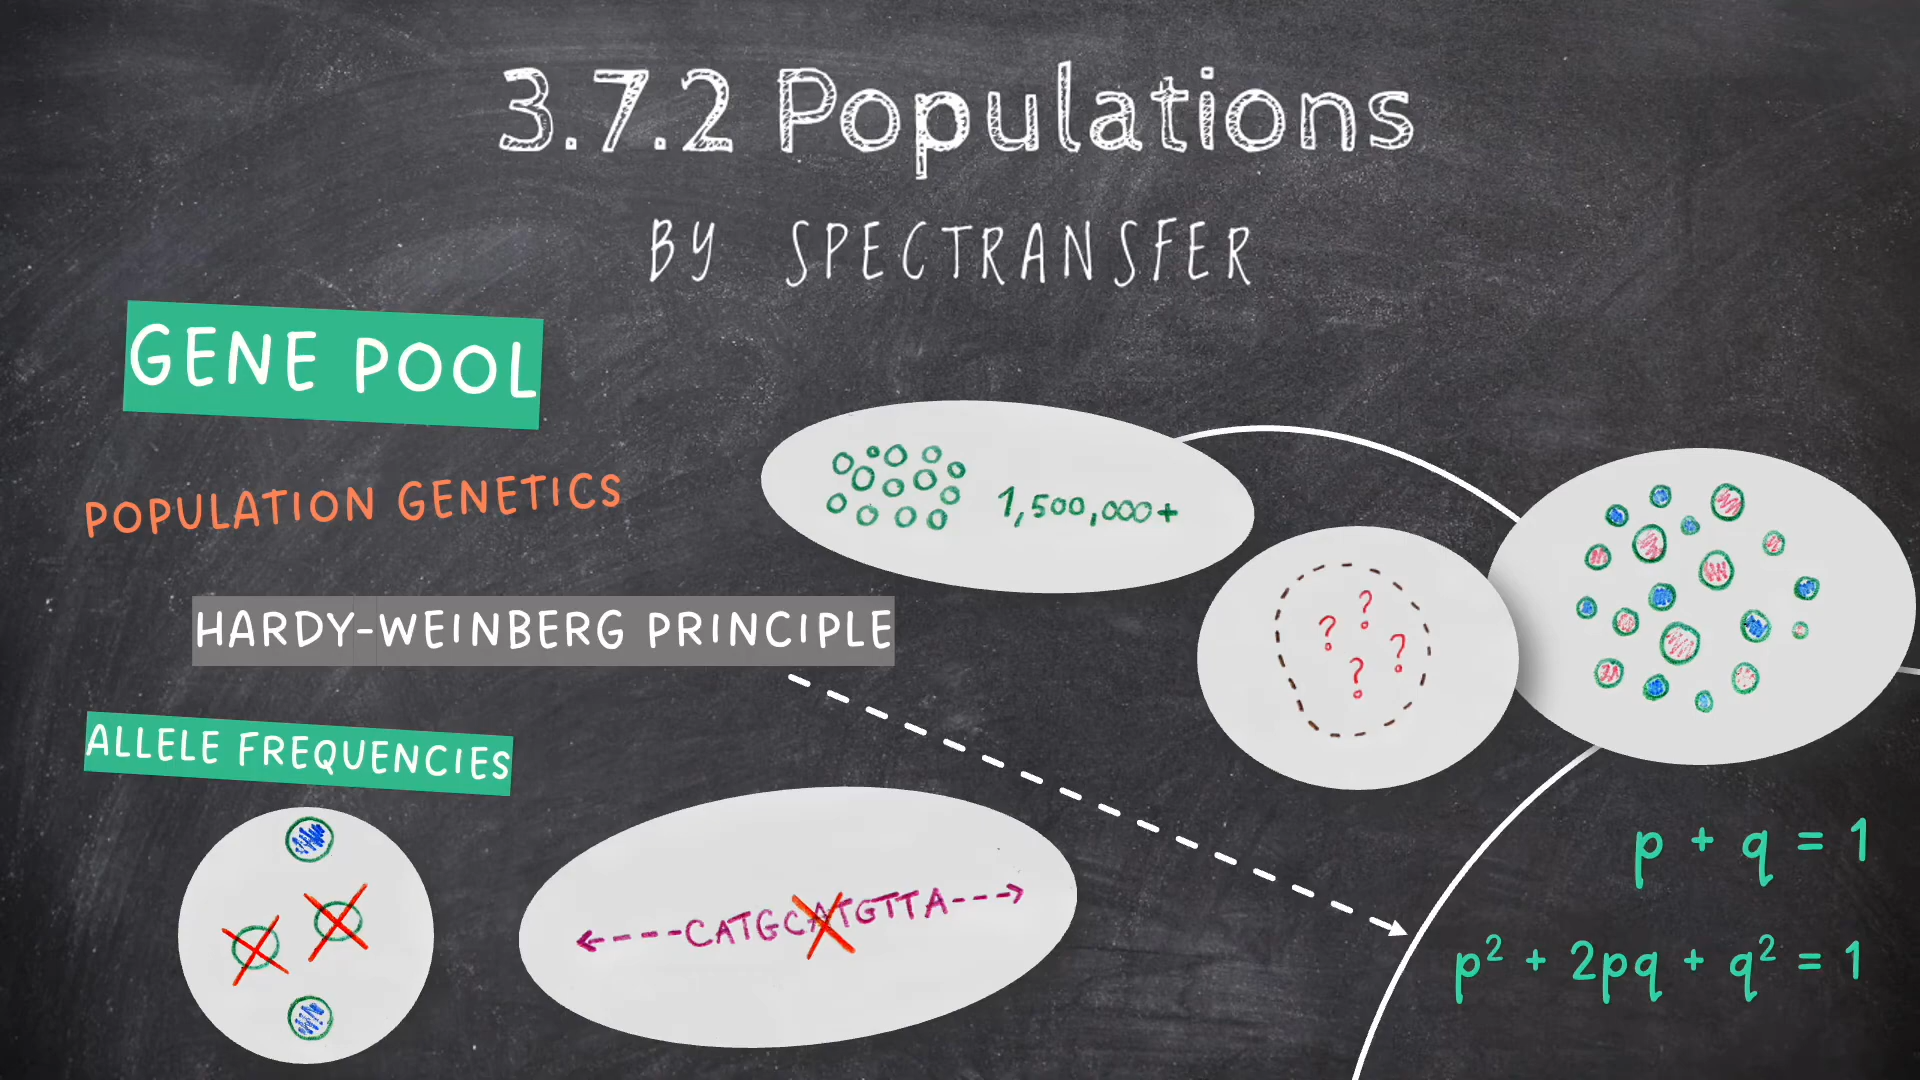 3.7.2 Populations
BY SPECTRANSFER
GENE POOL
POPULATION GENETICS
HARDY-WEINBERG PRINCIPLE
ALLELE FREQUENCIES
1,500,000+
? ? ? ?
CATGCATGTTA
p + q = 1
p² + 2pq + q² = 1